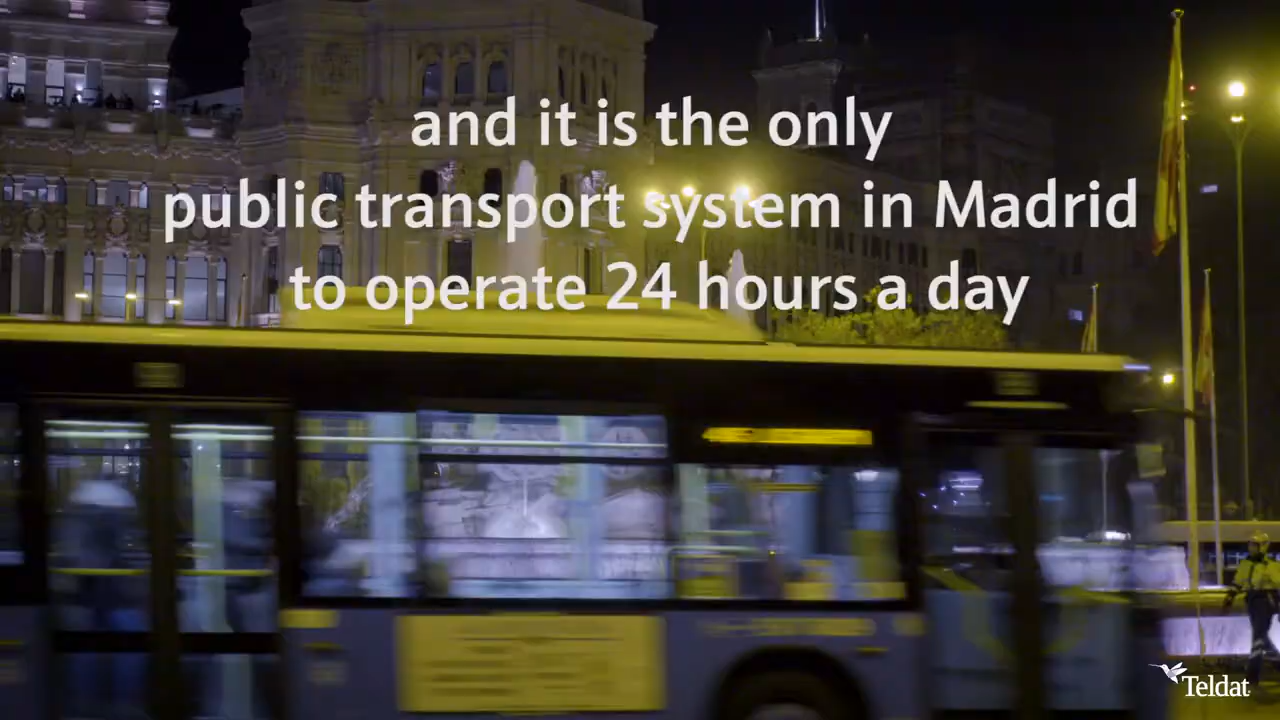 and it is the only
public transport system in Madrid
to operate 24 hours a day
Teldat